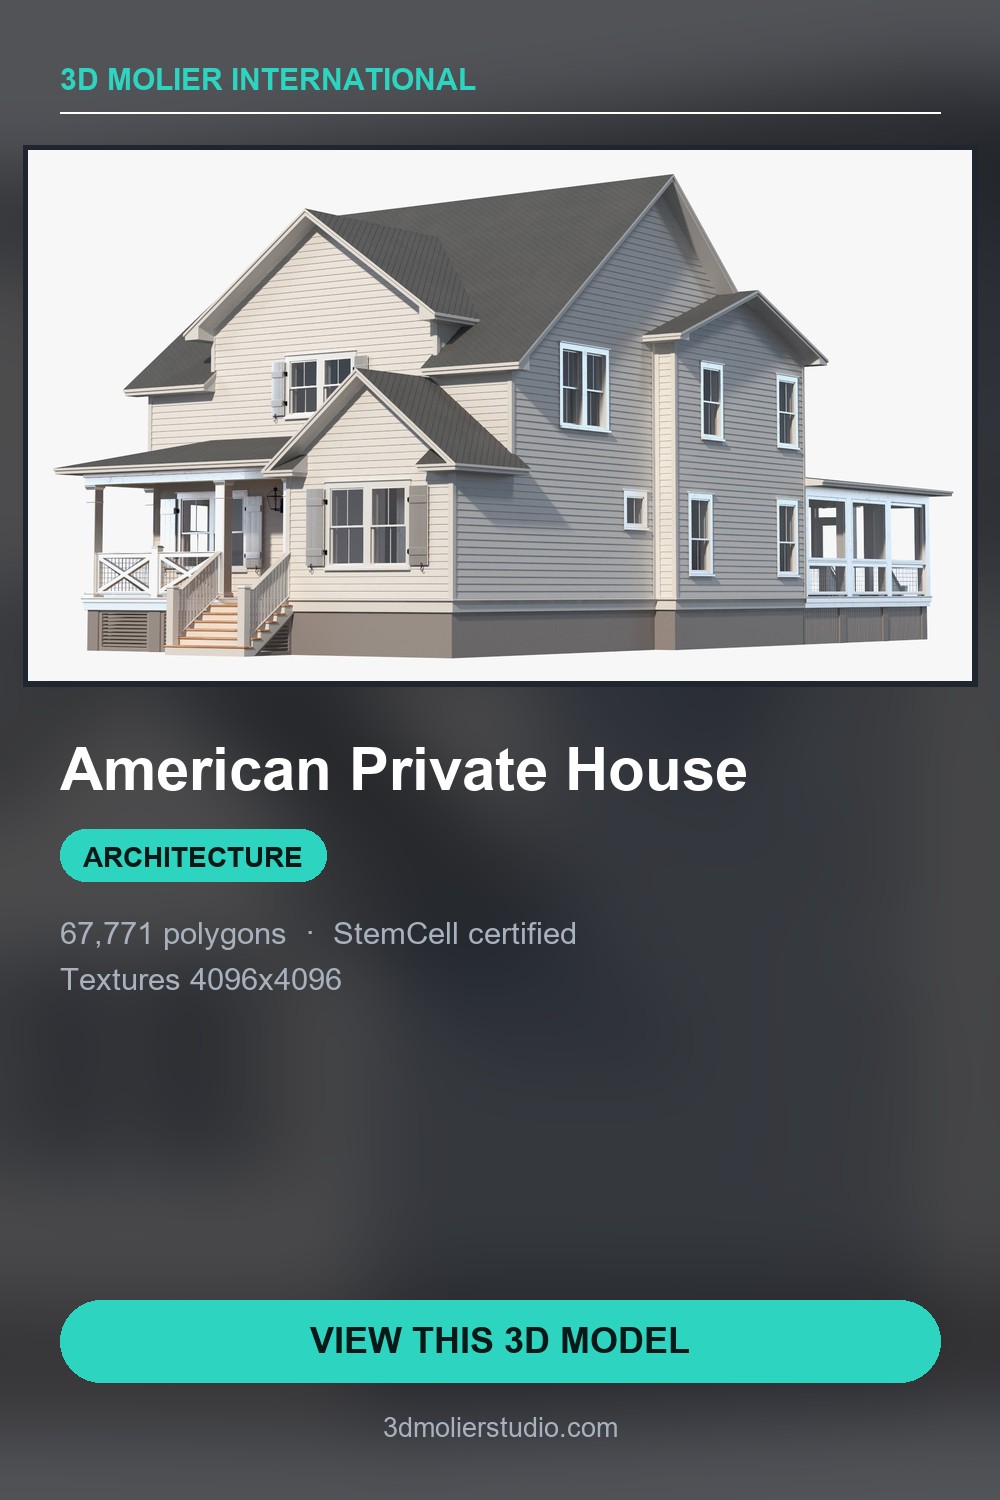 3D MOLIER INTERNATIONAL
American Private House
ARCHITECTURE
67,771 polygons · StemCell certified
Textures 4096x4096
VIEW THIS 3D MODEL
3dmolierstudio.com